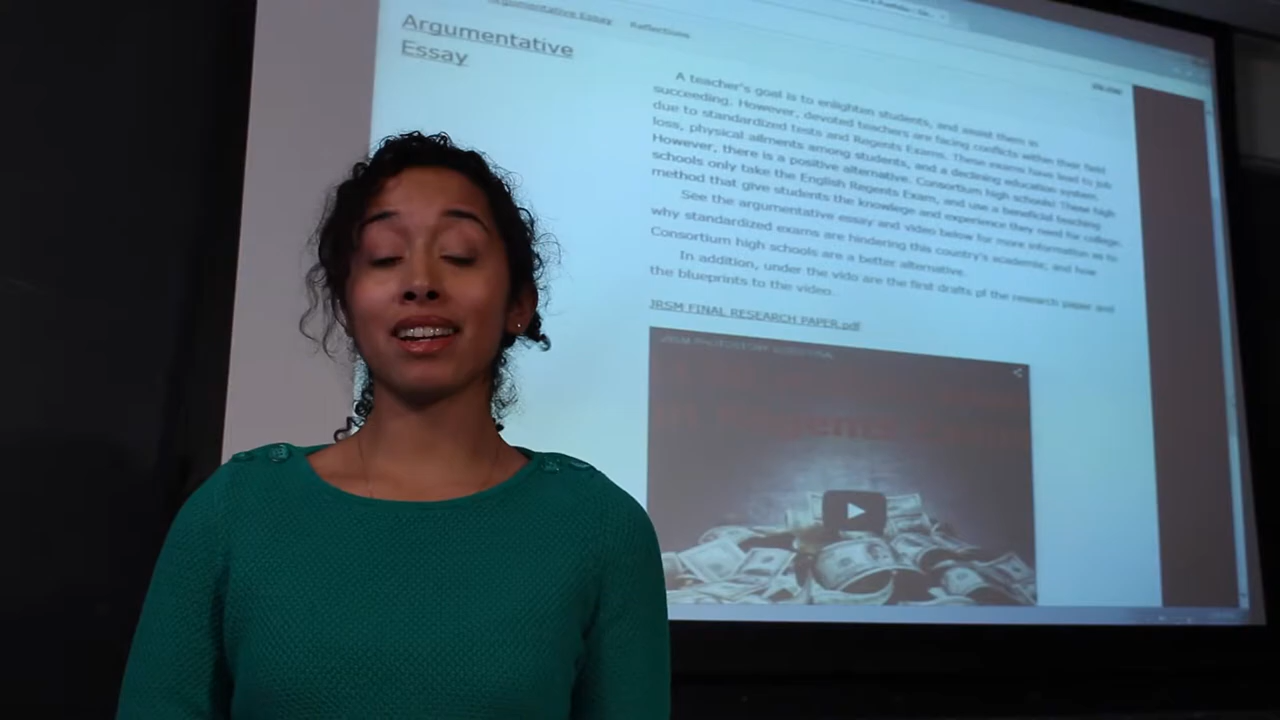 Argumentative Essay Reflections
Argumentative
Essay
A teacher's goal is to enlighten students, and assist them in
succeeding. However, devoted teachers are facing conflicts within their field
due to standardized tests and Regents Exams. These exams have lead to job
loss, physical ailments among students, and a declining education system.
However, there is a positive alternative. Consortium high schools! These high
schools only take the English Regents Exam, and use a beneficial teaching
method that give students the knowlege and experience they need for college.
See the argumentative essay and video below for more information as to
why standardized exams are hindering this country's academic; and how
Consortium high schools are a better alternative.
In addition, under the vido are the first drafts pf the research paper and
the blueprints to the video.
JRSM FINAL RESEARCH PAPER.pdf
JRSM PHOTOSTORY
Regents